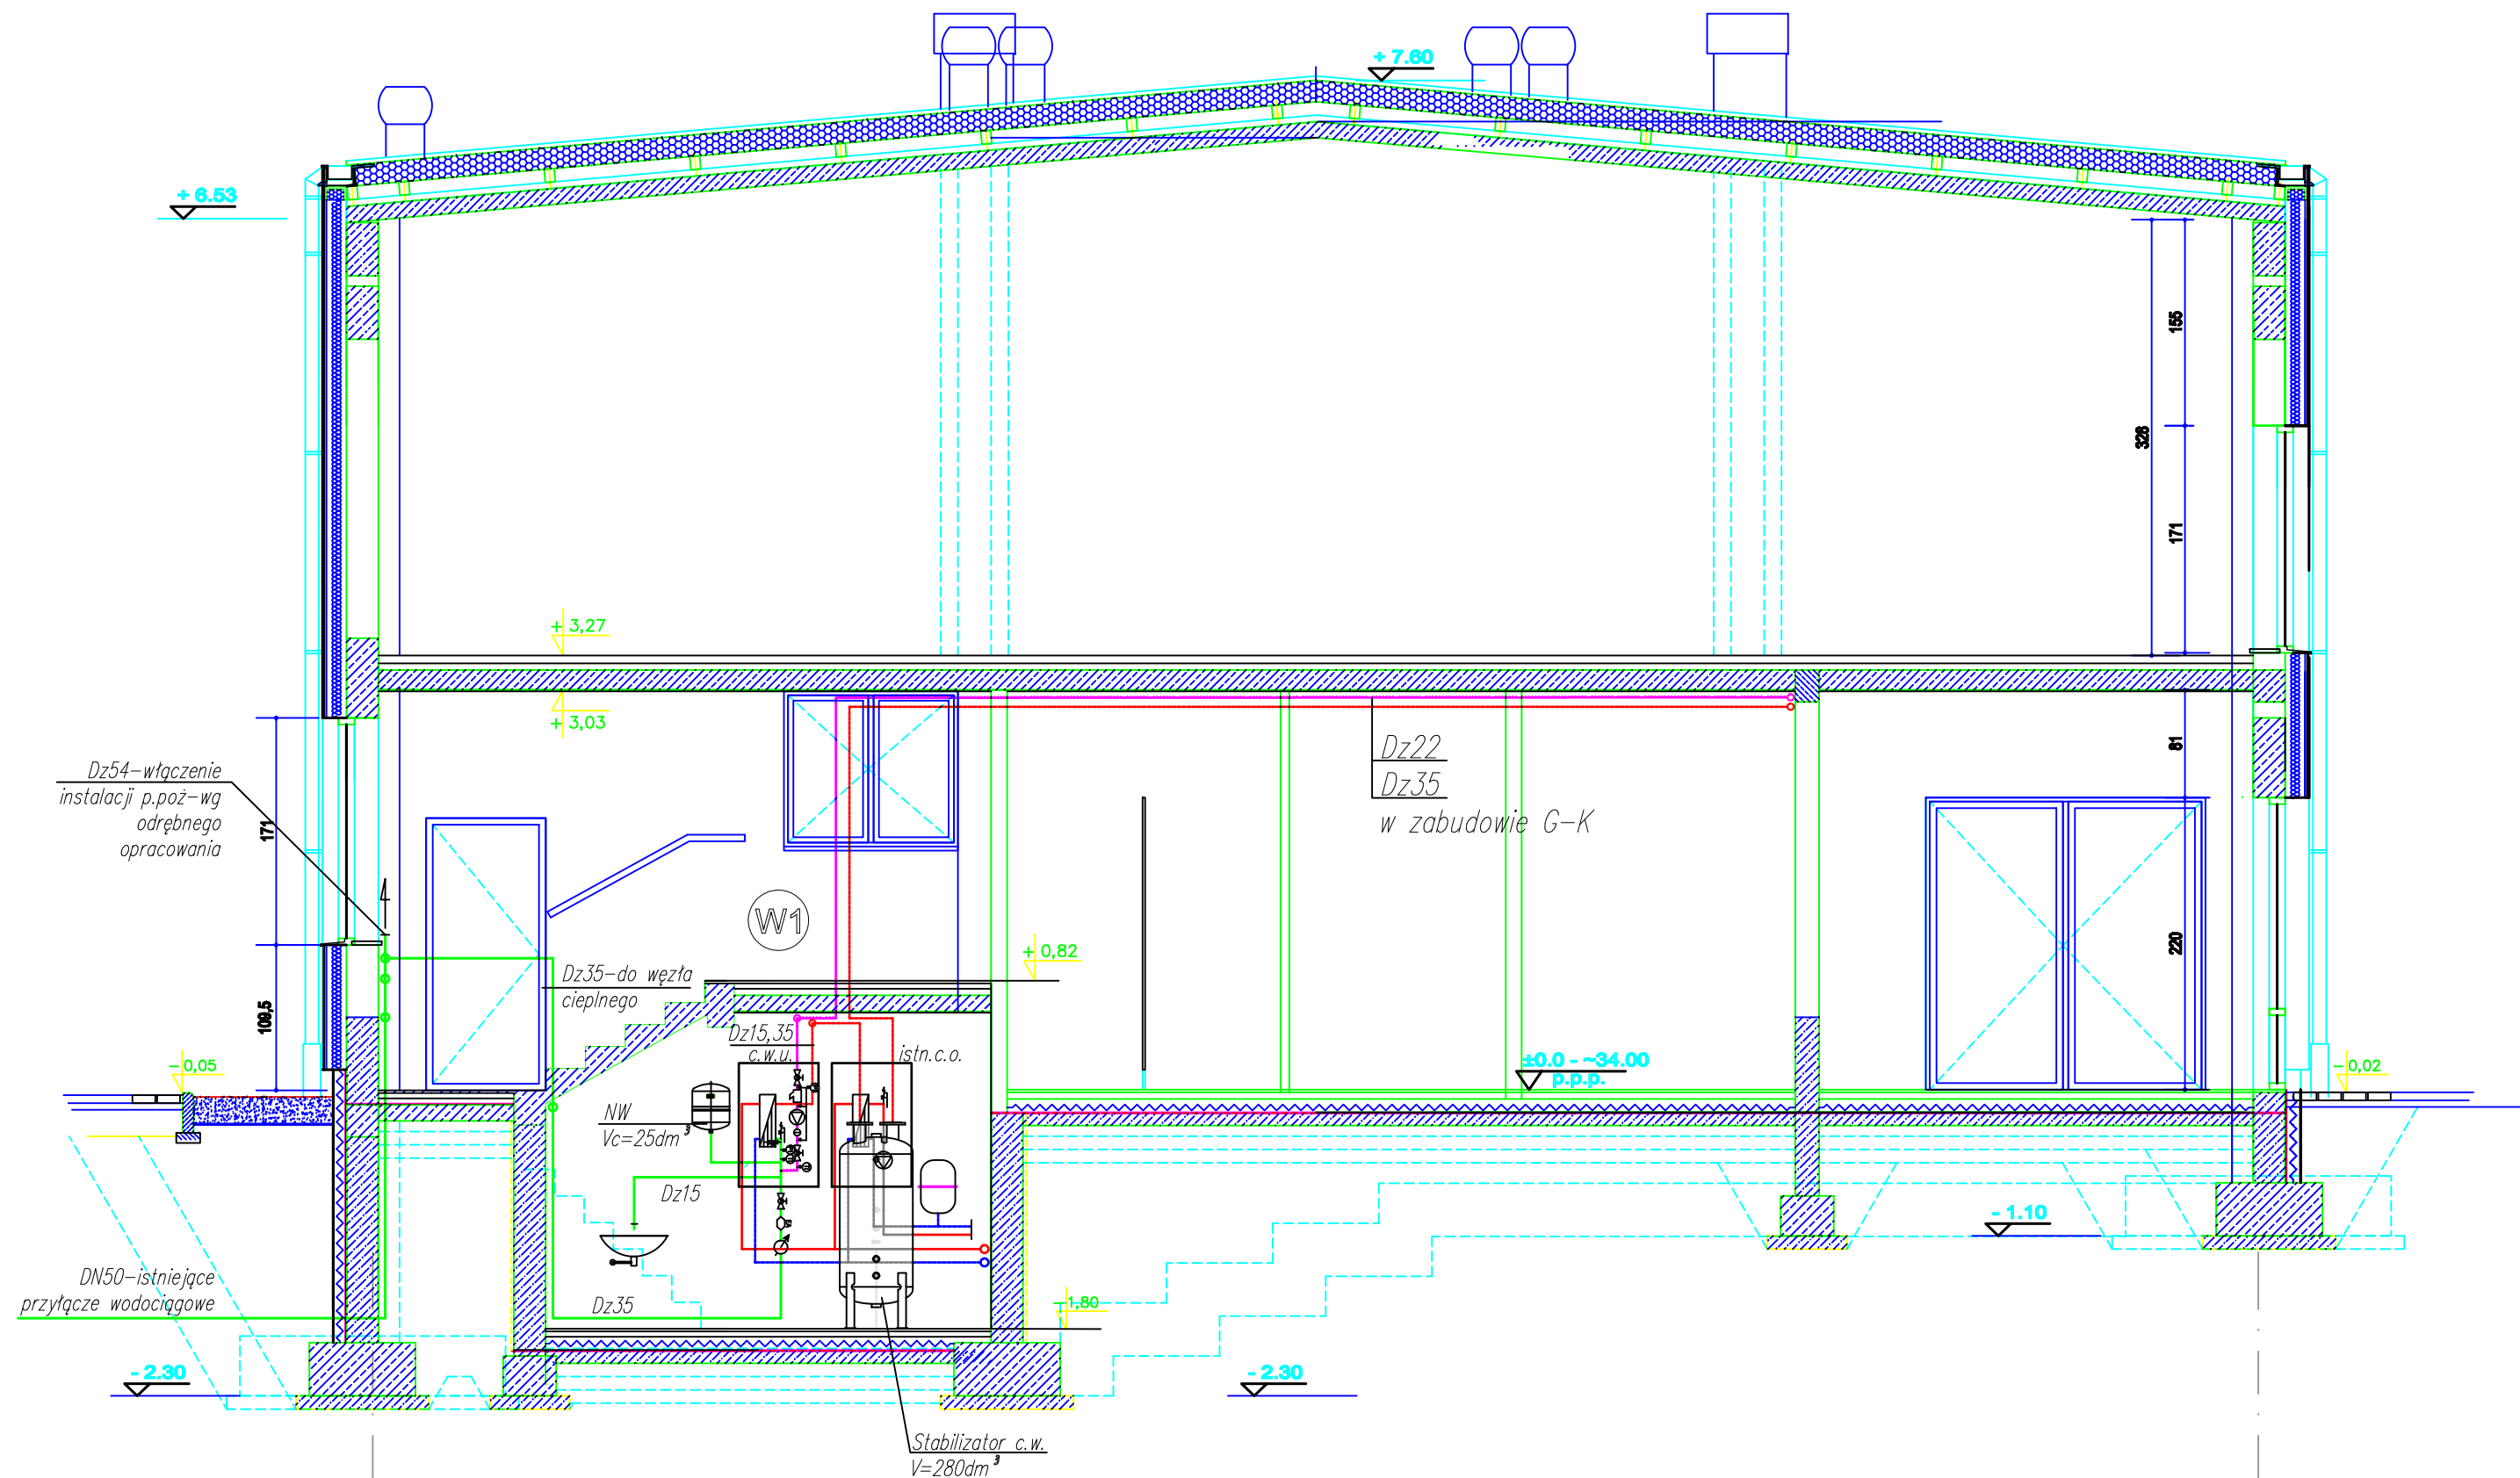 + 7.60
+ 6.53
155
328
171
+ 3,27
+ 3,03
Dz22
Dz35
w zabudowie G-K
81
Dz54-włączenie
instalacji p.poż-wg
odrębnego
opracowania
171
W1
220
+ 0,82
Dz35-do węzła
cieplnego
109,5
Dz15,35
c.w.u.
istn.c.o.
±0.0 - ~34.00
p.p.p.
- 0,05
- 0,02
NW
Vc=25dm³
Dz15
- 1.10
DN50-istniejące
przyłącze wodociągowe
Dz35
- 1,80
- 2.30
- 2.30
Stabilizator c.w.
V=280dm³